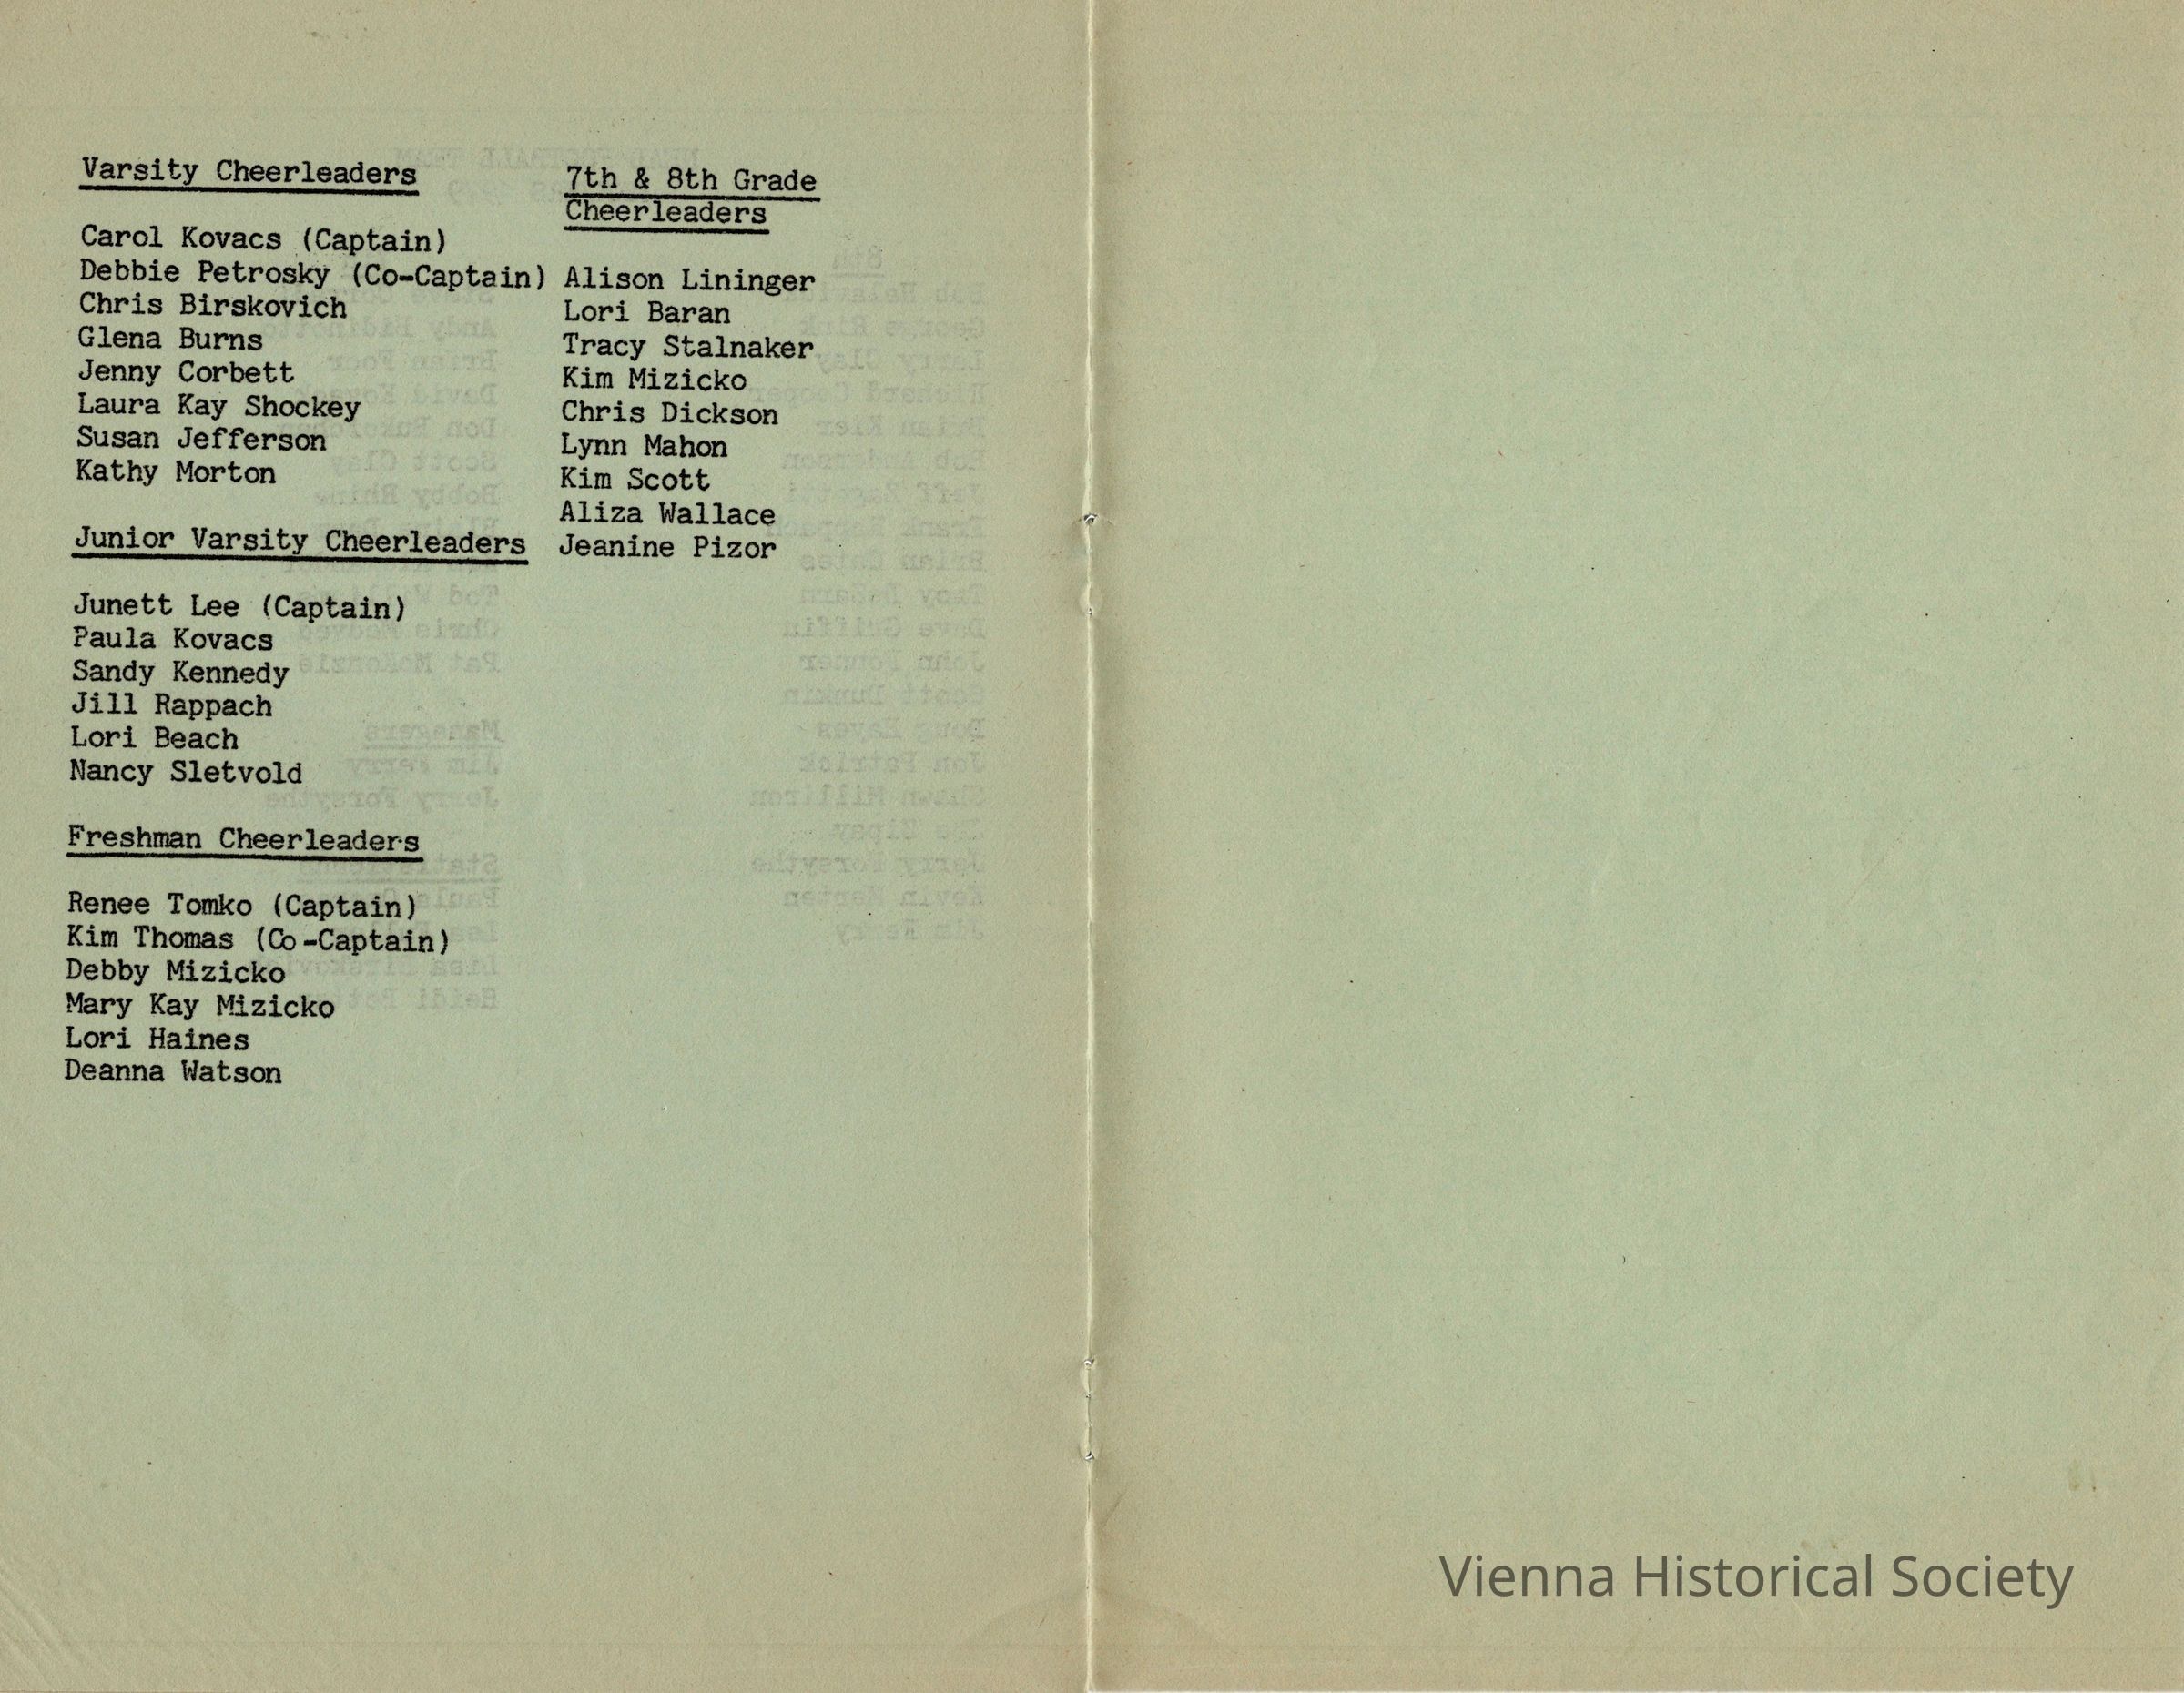 Varsity Cheerleaders
Carol Kovacs (Captain)
Debbie Petrosky (Co-Captain)
Chris Birskovich
Glena Burns
Jenny Corbett
Laura Kay Shockey
Susan Jefferson
Kathy Morton
Junior Varsity Cheerleaders
Junett Lee (Captain)
Paula Kovacs
Sandy Kennedy
Jill Rappach
Lori Beach
Nancy Sletvold
Freshman Cheerleaders
Renee Tomko (Captain)
Kim Thomas (Co-Captain)
Debby Mizicko
Mary Kay Mizicko
Lori Haines
Deanna Watson
7th & 8th Grade
Cheerleaders
Alison Lininger
Lori Baran
Tracy Stalnaker
Kim Mizicko
Chris Dickson
Lynn Mahon
Kim Scott
Aliza Wallace
Jeanine Pizor
Vienna Historical Society